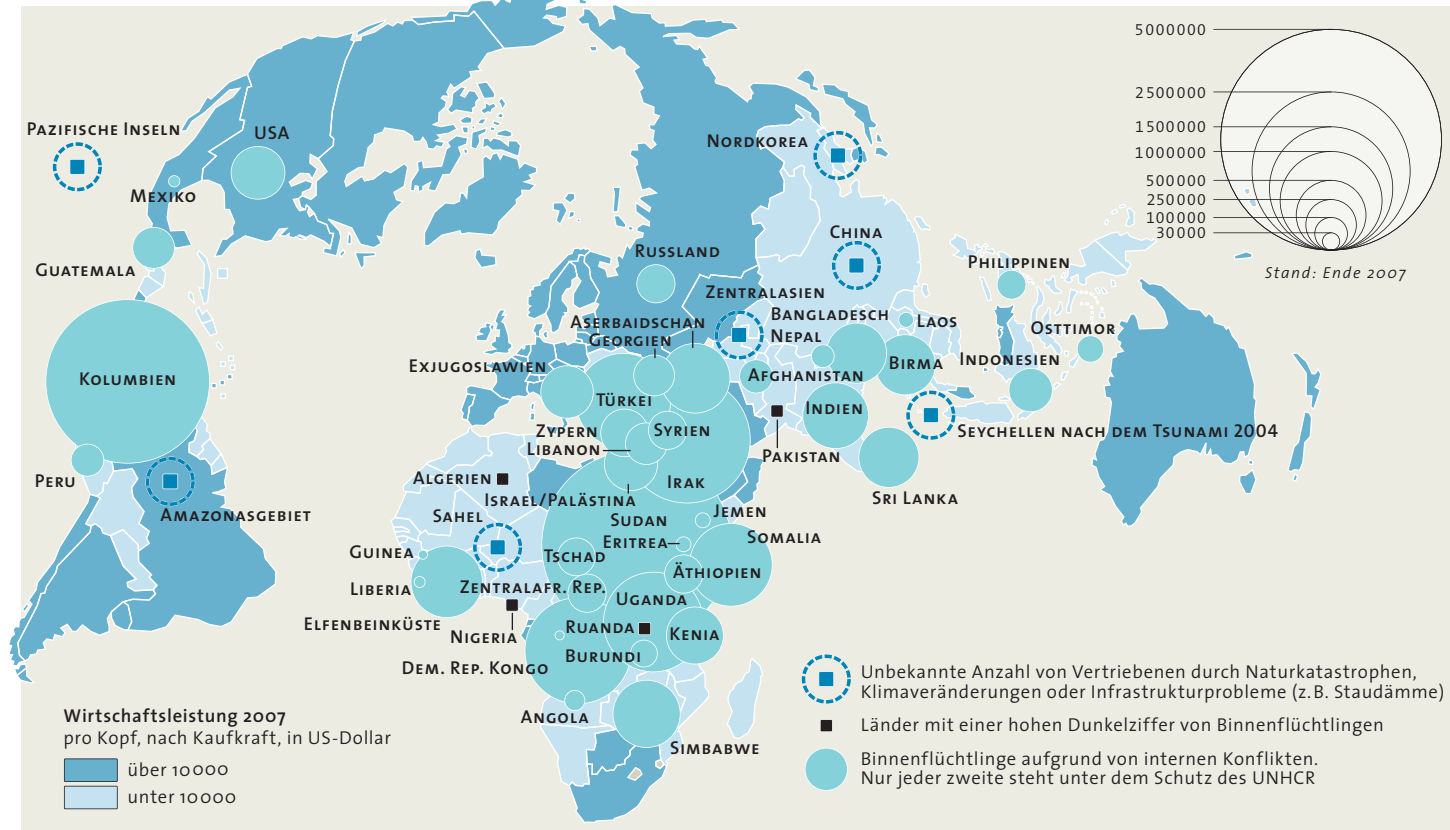 5000000
2500000
1500000
1000000
500000
250000
100000
30000
Stand: Ende 2007
Pazifische Inseln
USA
Mexiko
Guatemala
Kolumbien
Peru
Amazonasgebiet
Nordkorea
China
Russland
Zentralasien
Philippinen
Aserbaidschan
Georgien
Bangladesch
Laos
Nepal
Osttimor
Exjugoslawien
Afghanistan
Birma
Indonesien
Türkei
Indien
Zypern
Syrien
Libanon
Pakistan
Seychellen nach dem Tsunami 2004
Algerien
Irak
Israel/Palästina
Sri Lanka
Sahel
Sudan
Jemen
Eritrea
Somalia
Guinea
Tschad
Äthiopien
Liberia
Zentralafr. Rep.
Uganda
Elfenbeinküste
Nigeria
Ruanda
Kenia
Burundi
Dem. Rep. Kongo
Angola
Simbabwe
Wirtschaftsleistung 2007
pro Kopf, nach Kaufkraft, in US-Dollar
über 10000
unter 10000
Unbekannte Anzahl von Vertriebenen durch Naturkatastrophen,
Klimaveränderungen oder Infrastrukturprobleme (z.B. Staudämme)
Länder mit einer hohen Dunkelziffer von Binnenflüchtlingen
Binnenflüchtlinge aufgrund von internen Konflikten.
Nur jeder zweite steht unter dem Schutz des UNHCR